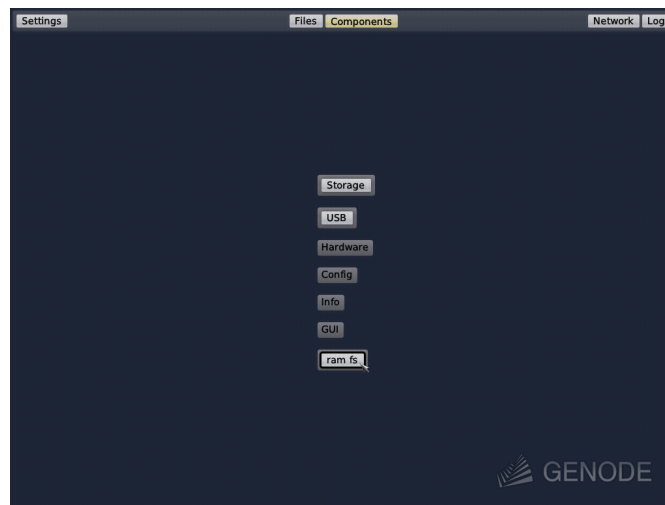 Settings Files Components Network Log
Storage
USB
Hardware
Config
Info
GUI
ram fs
GENODE